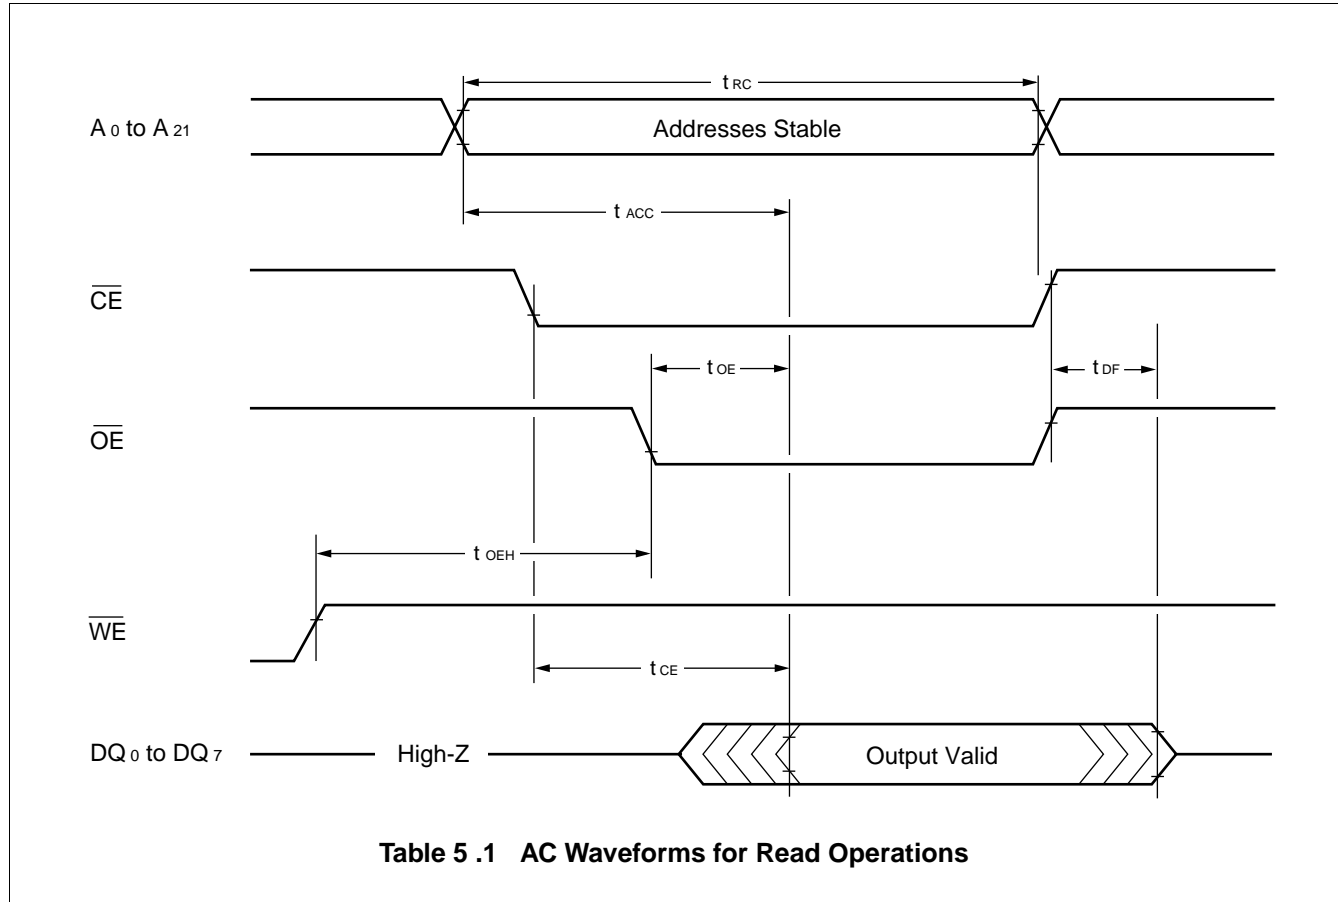 t RC
A 0 to A 21
Addresses Stable
t ACC
CE
t OE
t DF
OE
t OEH
WE
t CE
DQ 0 to DQ 7
High-Z
Output Valid
Table 5 .1 AC Waveforms for Read Operations